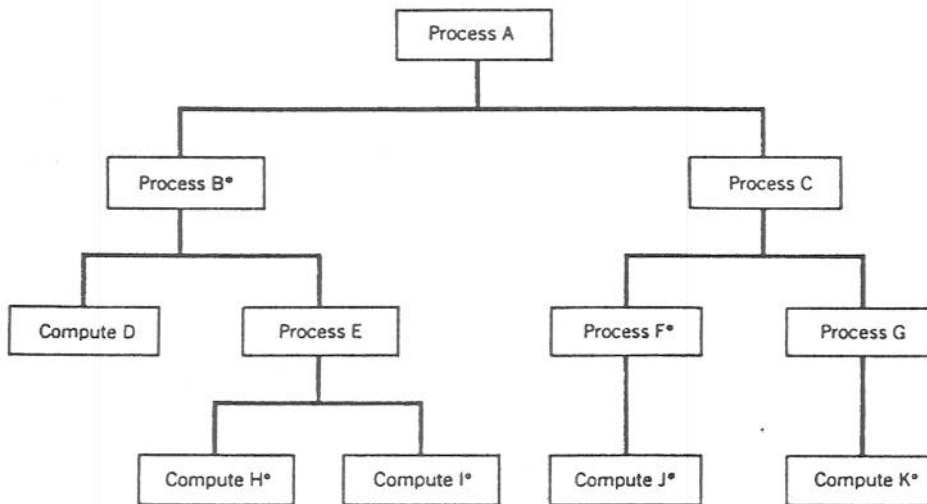 Process A
Process B*
Process C
Compute D
Process E
Process F*
Process G
Compute H°
Compute I°
Compute J*
Compute K°